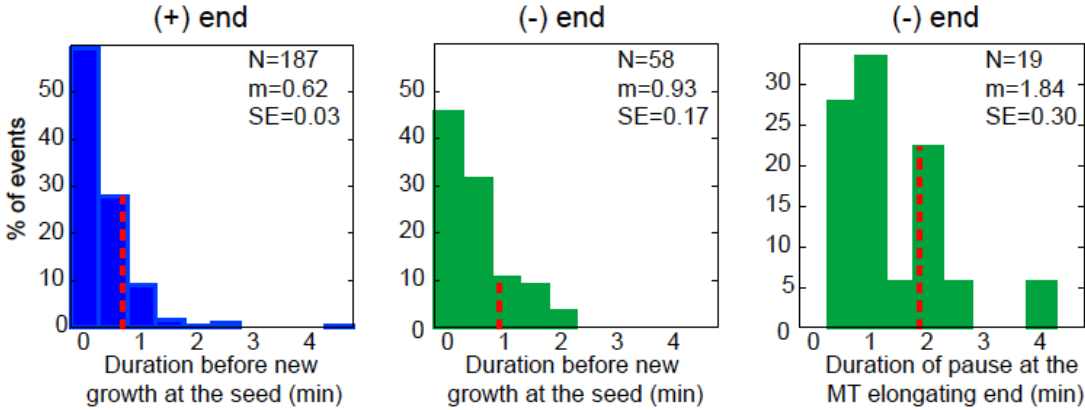 (+) end
(-) end
(-) end
% of events
50
40
30
20
10
0
0 1 2 3 4
N=187
m=0.62
SE=0.03
Duration before new
growth at the seed (min)
50
40
30
20
10
0
0 1 2 3 4
N=58
m=0.93
SE=0.17
Duration before new
growth at the seed (min)
30
25
20
15
10
5
0
0 1 2 3 4
N=19
m=1.84
SE=0.30
Duration of pause at the
MT elongating end (min)